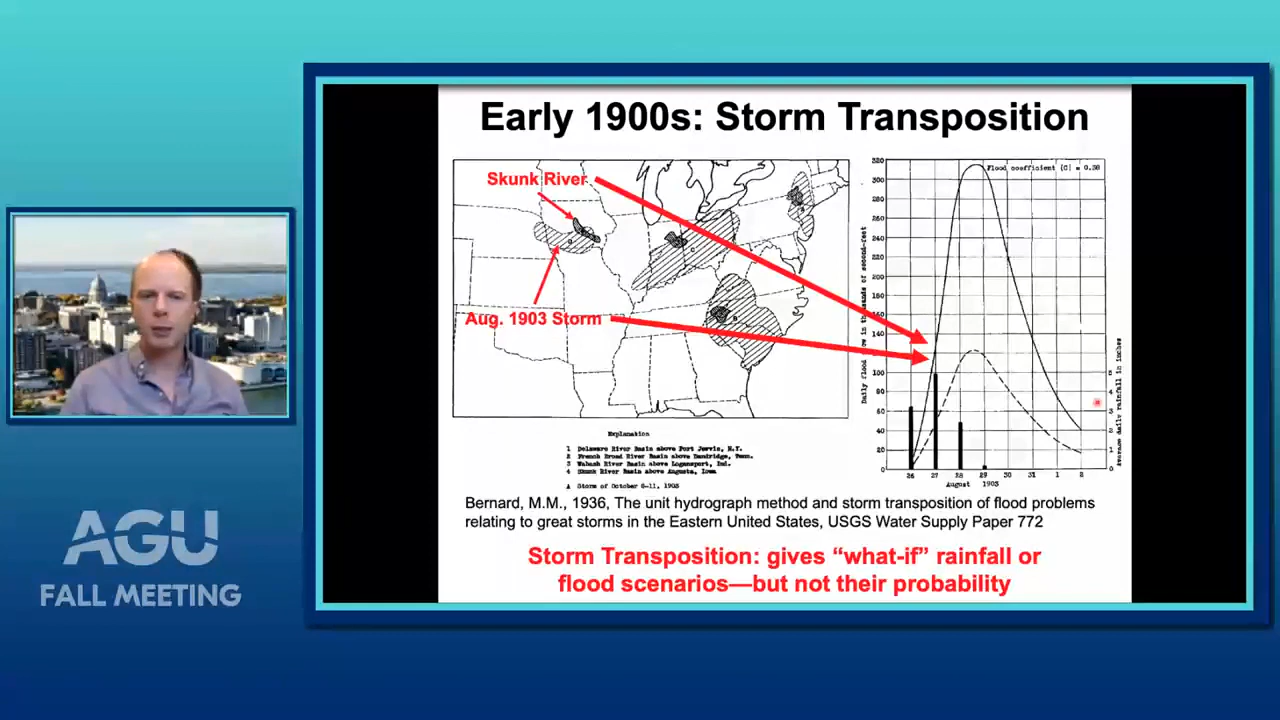 Early 1900s: Storm Transposition
Skunk River
Aug. 1903 Storm
Explanation
1 Delaware River Basin above Port Jervis, N.Y.
2 French Broad River Basin above Dandridge, Tenn.
3 Wabash River Basin above Logansport, Ind.
4 Skunk River Basin above Augusta, Iowa
▲ Storm of October 6-11, 1903
Flood coefficient (C) = 0.58
320
300
280
260
240
220
200
180
160
140
120
100
80
60
40
20
0
Daily flood flow in thousands of second-feet
Average daily rainfall in inches
26 27 28 29 30 31 1 2
August 1903
Bernard, M.M., 1936, The unit hydrograph method and storm transposition of flood problems
relating to great storms in the Eastern United States, USGS Water Supply Paper 772
Storm Transposition: gives “what-if” rainfall or
flood scenarios—but not their probability
AGU
FALL MEETING